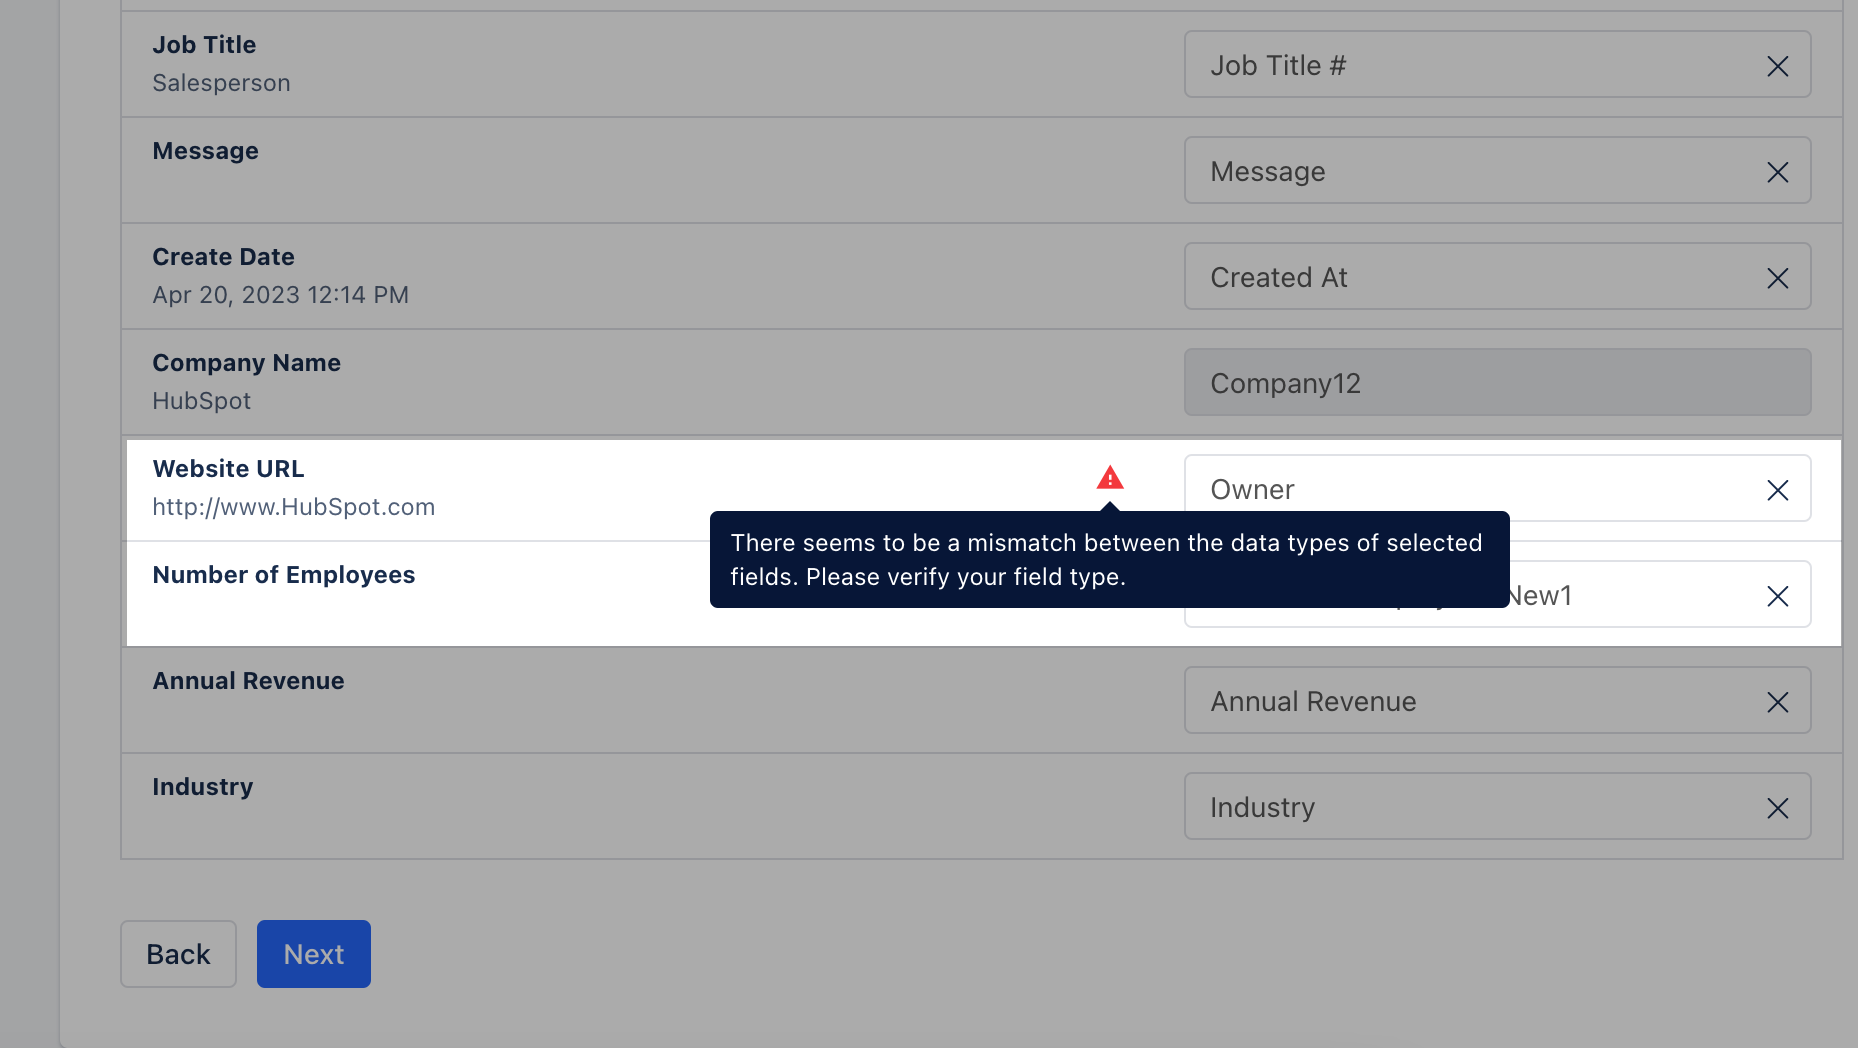 Job Title
Salesperson
Job Title #
Message
Message
Create Date
Apr 20, 2023 12:14 PM
Created At
Company Name
HubSpot
Company12
Website URL
http://www.HubSpot.com
Owner
There seems to be a mismatch between the data types of selected
fields. Please verify your field type.
Number of Employees
New1
Annual Revenue
Annual Revenue
Industry
Industry
Back
Next